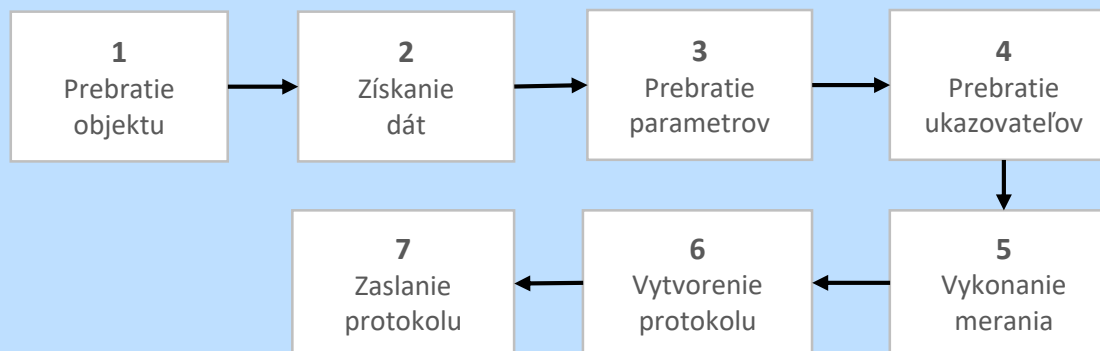 1
Prebratie
objektu
2
Získanie
dát
3
Prebratie
parametrov
4
Prebratie
ukazovateľov
5
Vykonanie
merania
6
Vytvorenie
protokolu
7
Zaslanie
protokolu